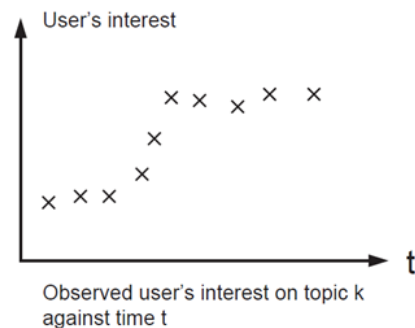 User's interest
t
Observed user's interest on topic k
against time t